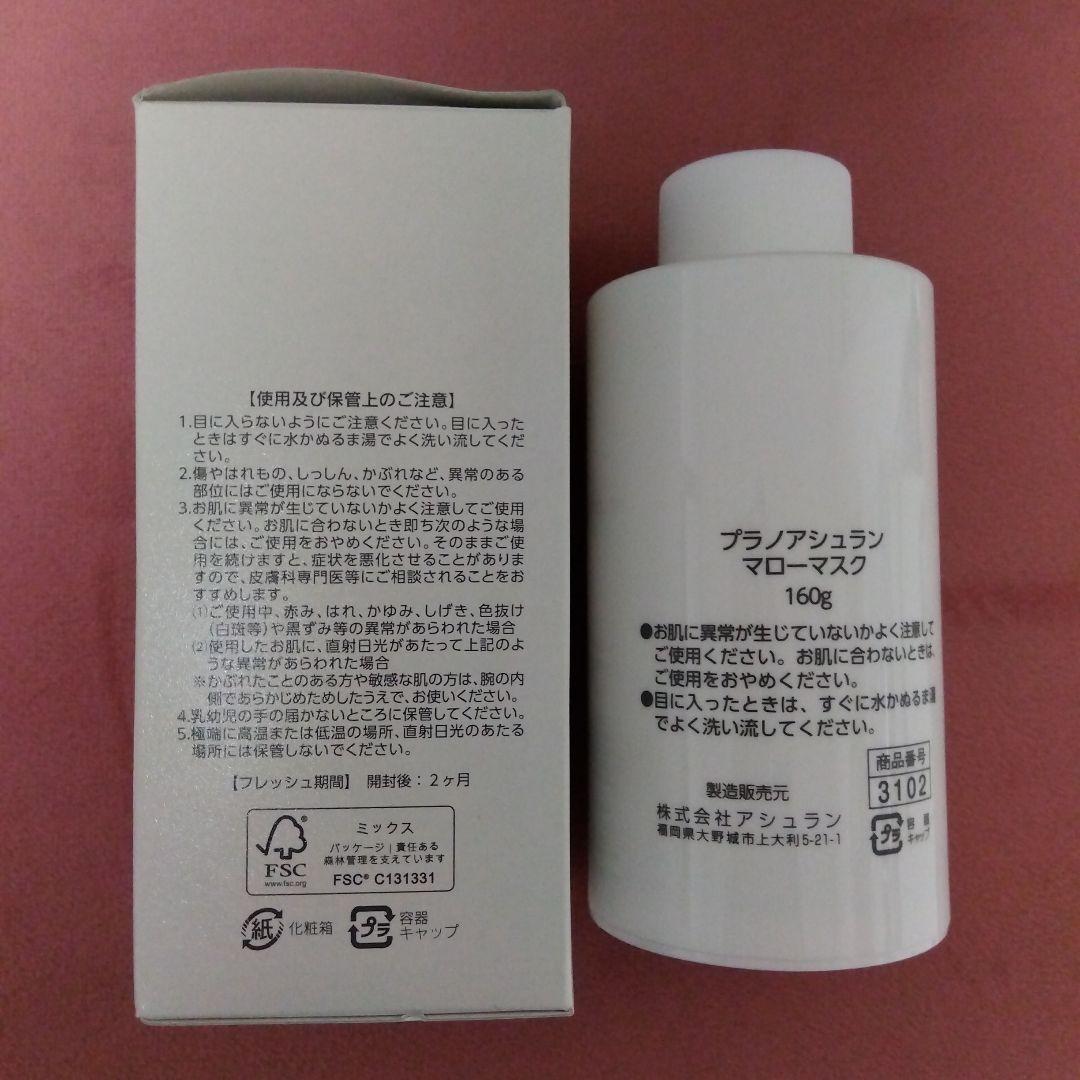 【使用及び保管上のご注意】
1.目に入らないようにご注意ください。目に入った
ときはすぐに水かぬるま湯でよく洗い流してくだ
さい。
2.傷やはれもの、しっしん、かぶれなど、異常のある
部位にはご使用にならないでください。
3.お肌に異常が生じていないかよく注意してご使用
ください。お肌に合わないとき即ち次のような場
合には、ご使用をおやめください。そのままご使
用を続けますと、症状を悪化させることがありま
すので、皮膚科専門医等にご相談されることをお
すすめします。
(1)ご使用中、赤み、はれ、かゆみ、しげき、色抜け
(白斑等)や黒ずみ等の異常があらわれた場合
(2)使用したお肌に、直射日光があたって上記のよ
うな異常があらわれた場合
※かぶれたことのある方や敏感な肌の方は、腕の内
側であらかじめためしたうえで、お使いください。
4.乳幼児の手の届かないところに保管してください。
5.極端に高温または低温の場所、直射日光のあたる
場所には保管しないでください。
【フレッシュ期間】 開封後:2ヶ月
FSC
www.fsc.org
ミックス
パッケージ|責任ある
森林管理を支えています
FSC® C131331
紙 化粧箱
プラ 容器
キャップ
プラノアシュラン
マローマスク
160g
●お肌に異常が生じていないかよく注意して
ご使用ください。お肌に合わないときは、
ご使用をおやめください。
●目に入ったときは、すぐに水かぬるま湯
でよく洗い流してください。
商品番号
3102
製造販売元
株式会社アシュラン
福岡県大野城市上大利5-21-1
プラ 容器
キャップ